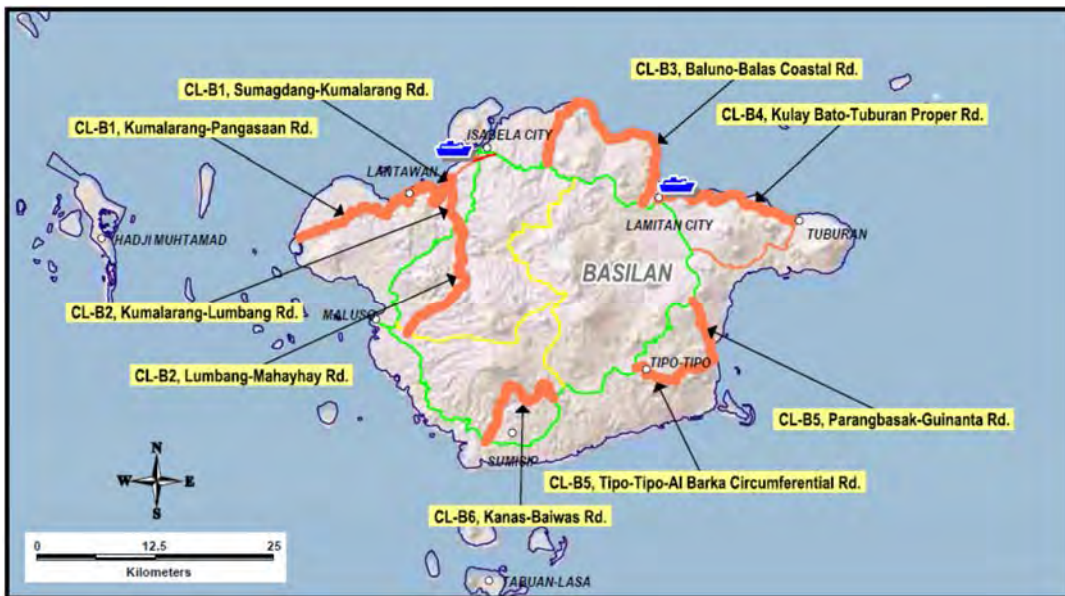 CL-B3, Baluno-Balas Coastal Rd.
CL-B1, Sumagdang-Kumalarang Rd.
CL-B4, Kulay Bato-Tuburan Proper Rd.
CL-B1, Kumalarang-Pangasaan Rd.
ISABELA CITY
LANTAWAN
LAMITAN CITY
TUBURAN
HADJI MUHTAMAD
BASILAN
CL-B2, Kumalarang-Lumbang Rd.
MALUSO
TIPO-TIPO
CL-B2, Lumbang-Mahayhay Rd.
CL-B5, Parangbasak-Guinanta Rd.
SUMISIP
CL-B5, Tipo-Tipo-Al Barka Circumferential Rd.
N
W E
S
CL-B6, Kanas-Baiwas Rd.
0 12.5 25
Kilometers
TABUAN-LASA